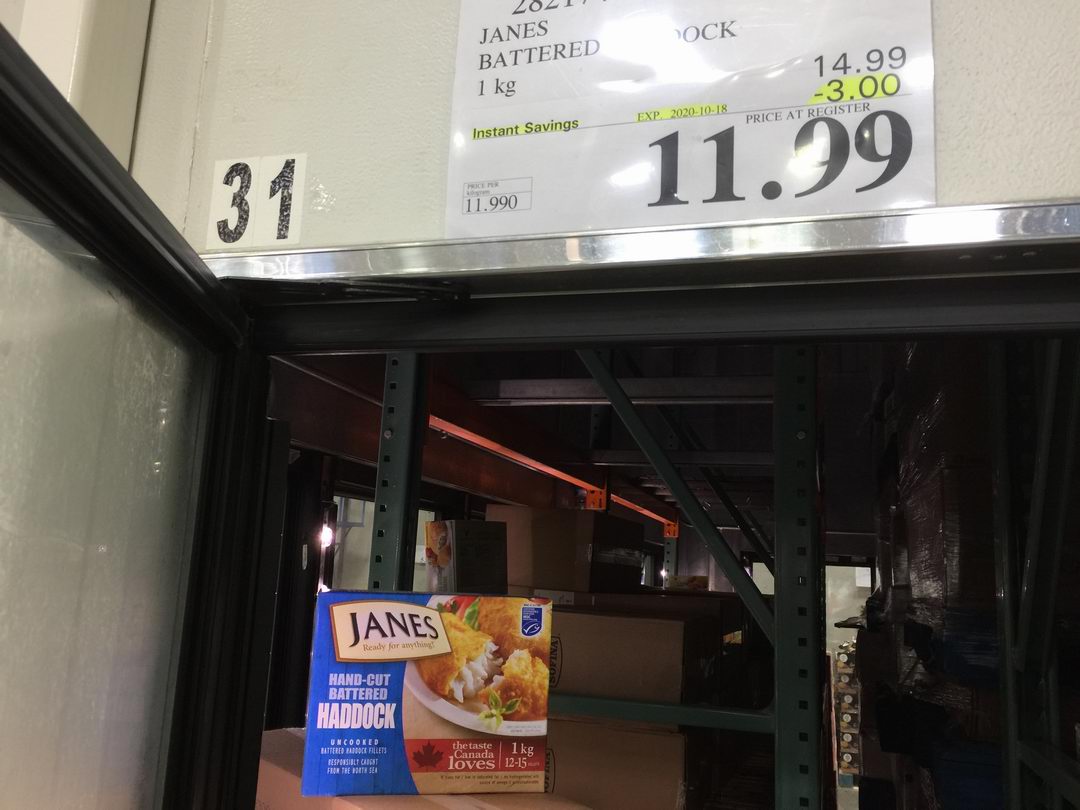 JANES
BATTERED
1 kg
14.99
-3.00
Instant Savings
EXP. 2020-10-18
PRICE AT REGISTER
11.99
PRICE PER
kilogram
11.990
31
JANES
Ready for anything!
HAND-CUT
BATTERED
HADDOCK
UNCOOKED
BATTERED HADDOCK FILLETS
RESPONSIBLY CAUGHT
FROM THE NORTH SEA
the taste
Canada
loves
1 kg
12-15